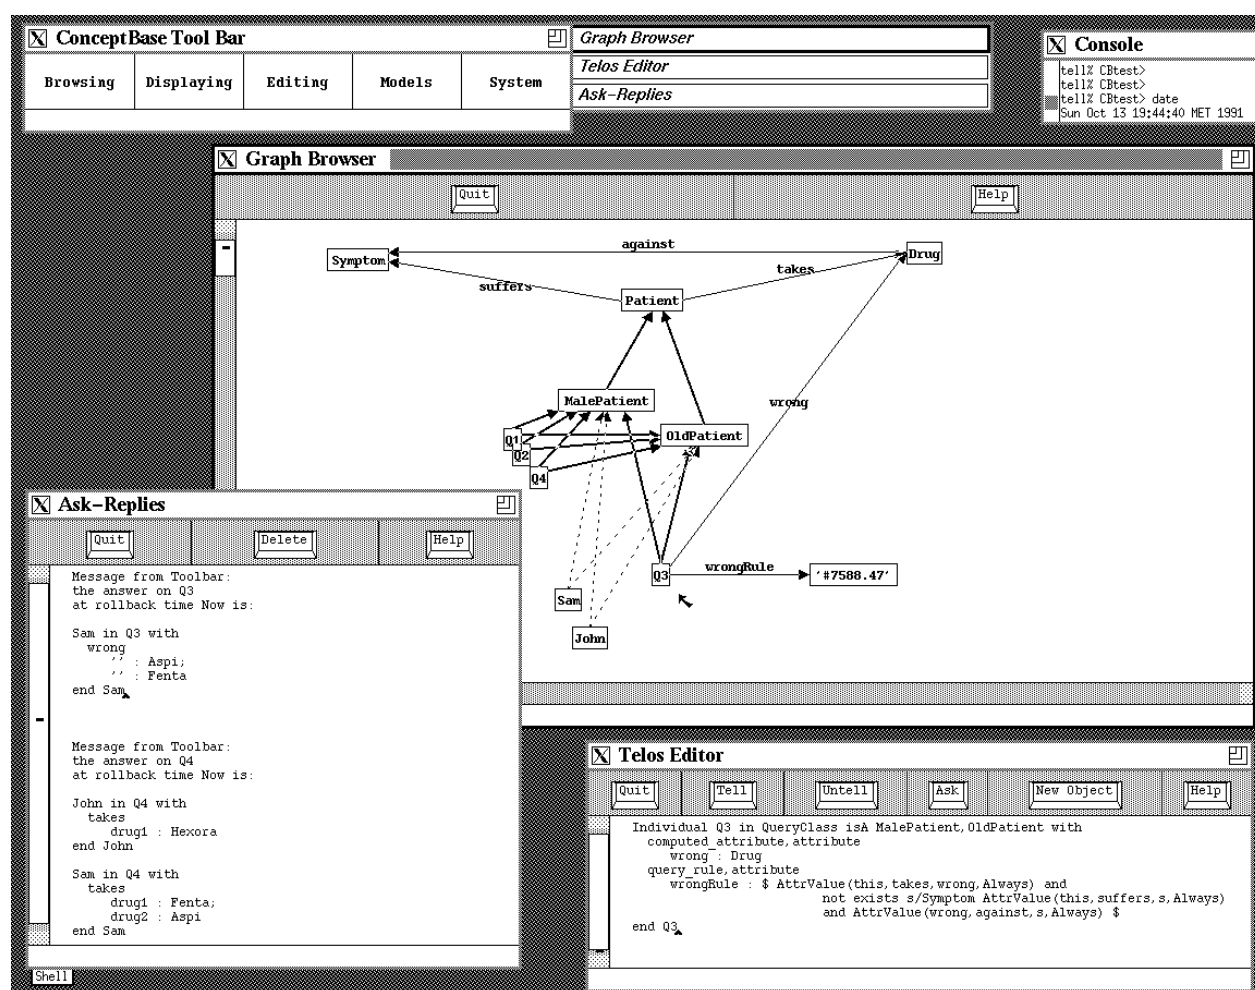 ConceptBase Tool Bar
Browsing Displaying Editing Models System
Graph Browser
Telos Editor
Ask-Replies
Console
tell% CBtest>
tell% CBtest>
tell% CBtest> date
Sun Oct 13 19:44:40 MET 1991
Graph Browser
Quit Help
against
Symptom
Drug
takes
suffers
Patient
MalePatient
wrong
Q1
OldPatient
Q2
Q4
Q3
wrongRule
'#7588.47'
Sam
John
Ask-Replies
Quit Delete Help
Message from Toolbar:
the answer on Q3
at rollback time Now is:
Sam in Q3 with
wrong
'' : Aspi;
'' : Fenta
end Sam
Message from Toolbar:
the answer on Q4
at rollback time Now is:
John in Q4 with
takes
drug1 : Hexora
end John
Sam in Q4 with
takes
drug1 : Fenta;
drug2 : Aspi
end Sam
Telos Editor
Quit Tell Untell Ask New Object Help
Individual Q3 in QueryClass isA MalePatient,OldPatient with
computed_attribute,attribute
wrong : Drug
query_rule,attribute
wrongRule : $ AttrValue(this,takes,wrong,Always) and
not exists s/Symptom AttrValue(this,suffers,s,Always)
and AttrValue(wrong,against,s,Always) $
end Q3
Shell